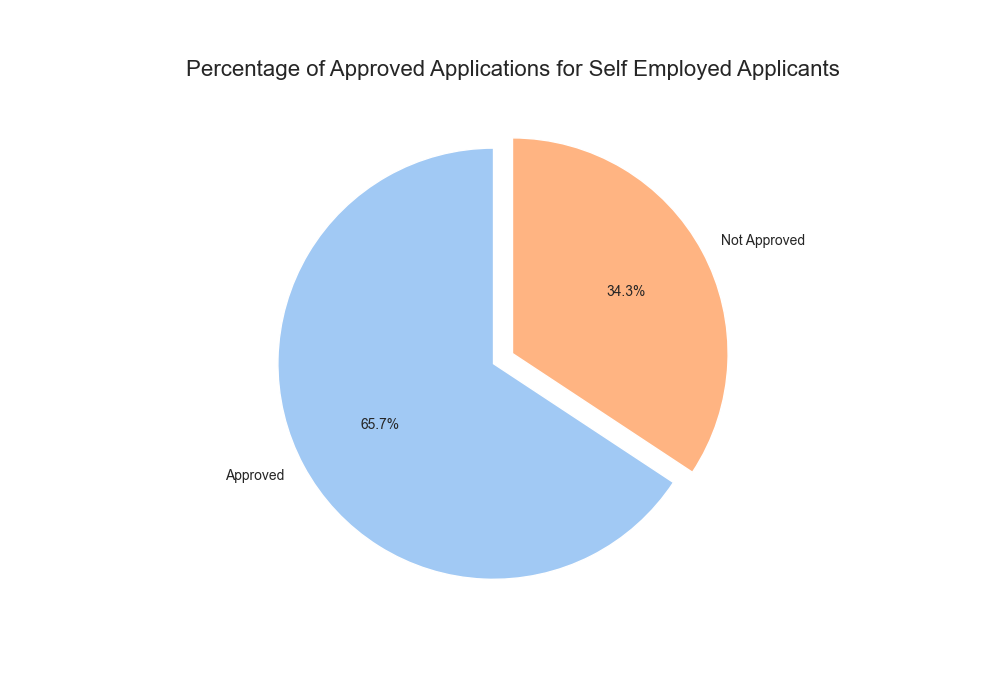 Percentage of Approved Applications for Self Employed Applicants
Not Approved
34.3%
65.7%
Approved